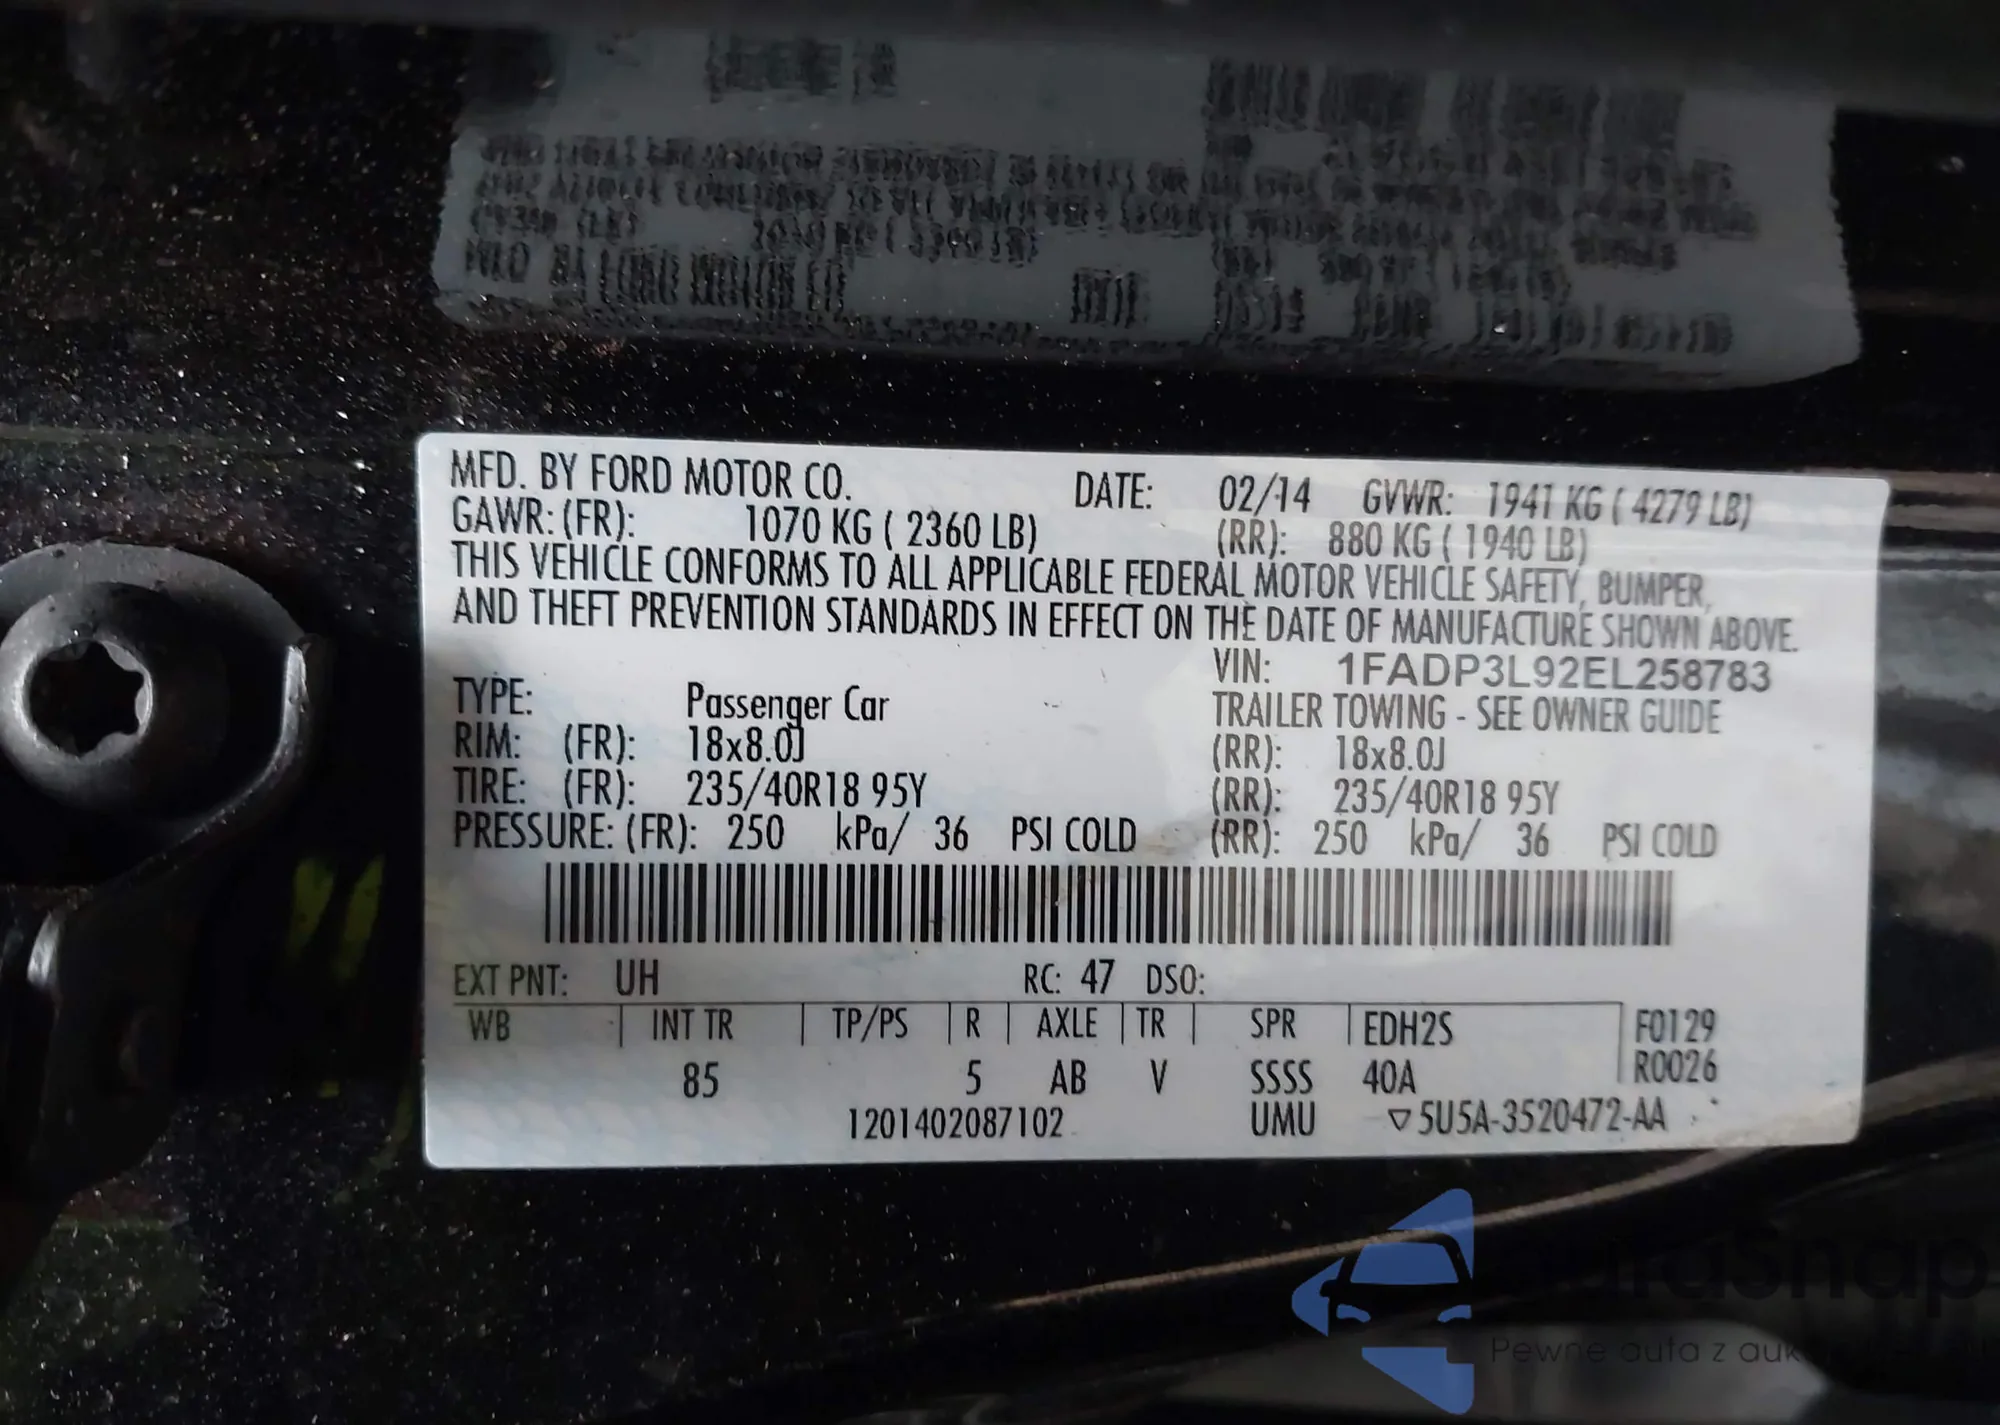 MFD. BY FORD MOTOR CO. DATE: 02/14 GVWR: 1941 KG ( 4279 LB)
GAWR: (FR): 1070 KG ( 2360 LB) (RR): 880 KG ( 1940 LB)
THIS VEHICLE CONFORMS TO ALL APPLICABLE FEDERAL MOTOR VEHICLE SAFETY, BUMPER,
AND THEFT PREVENTION STANDARDS IN EFFECT ON THE DATE OF MANUFACTURE SHOWN ABOVE.
VIN: 1FADP3L92EL258783
TYPE: Passenger Car TRAILER TOWING - SEE OWNER GUIDE
RIM: (FR): 18x8.0J (RR): 18x8.0J
TIRE: (FR): 235/40R18 95Y (RR): 235/40R18 95Y
PRESSURE: (FR): 250 kPa/ 36 PSI COLD (RR): 250 kPa/ 36 PSI COLD
EXT PNT: UH RC: 47 DSO:
WB INT TR TP/PS R AXLE TR SPR EDH2S F0129
85 5 AB V SSSS 40A R0026
1201402087102 UMU ▽5U5A-3520472-AA
autaSnap
Pewne auta z